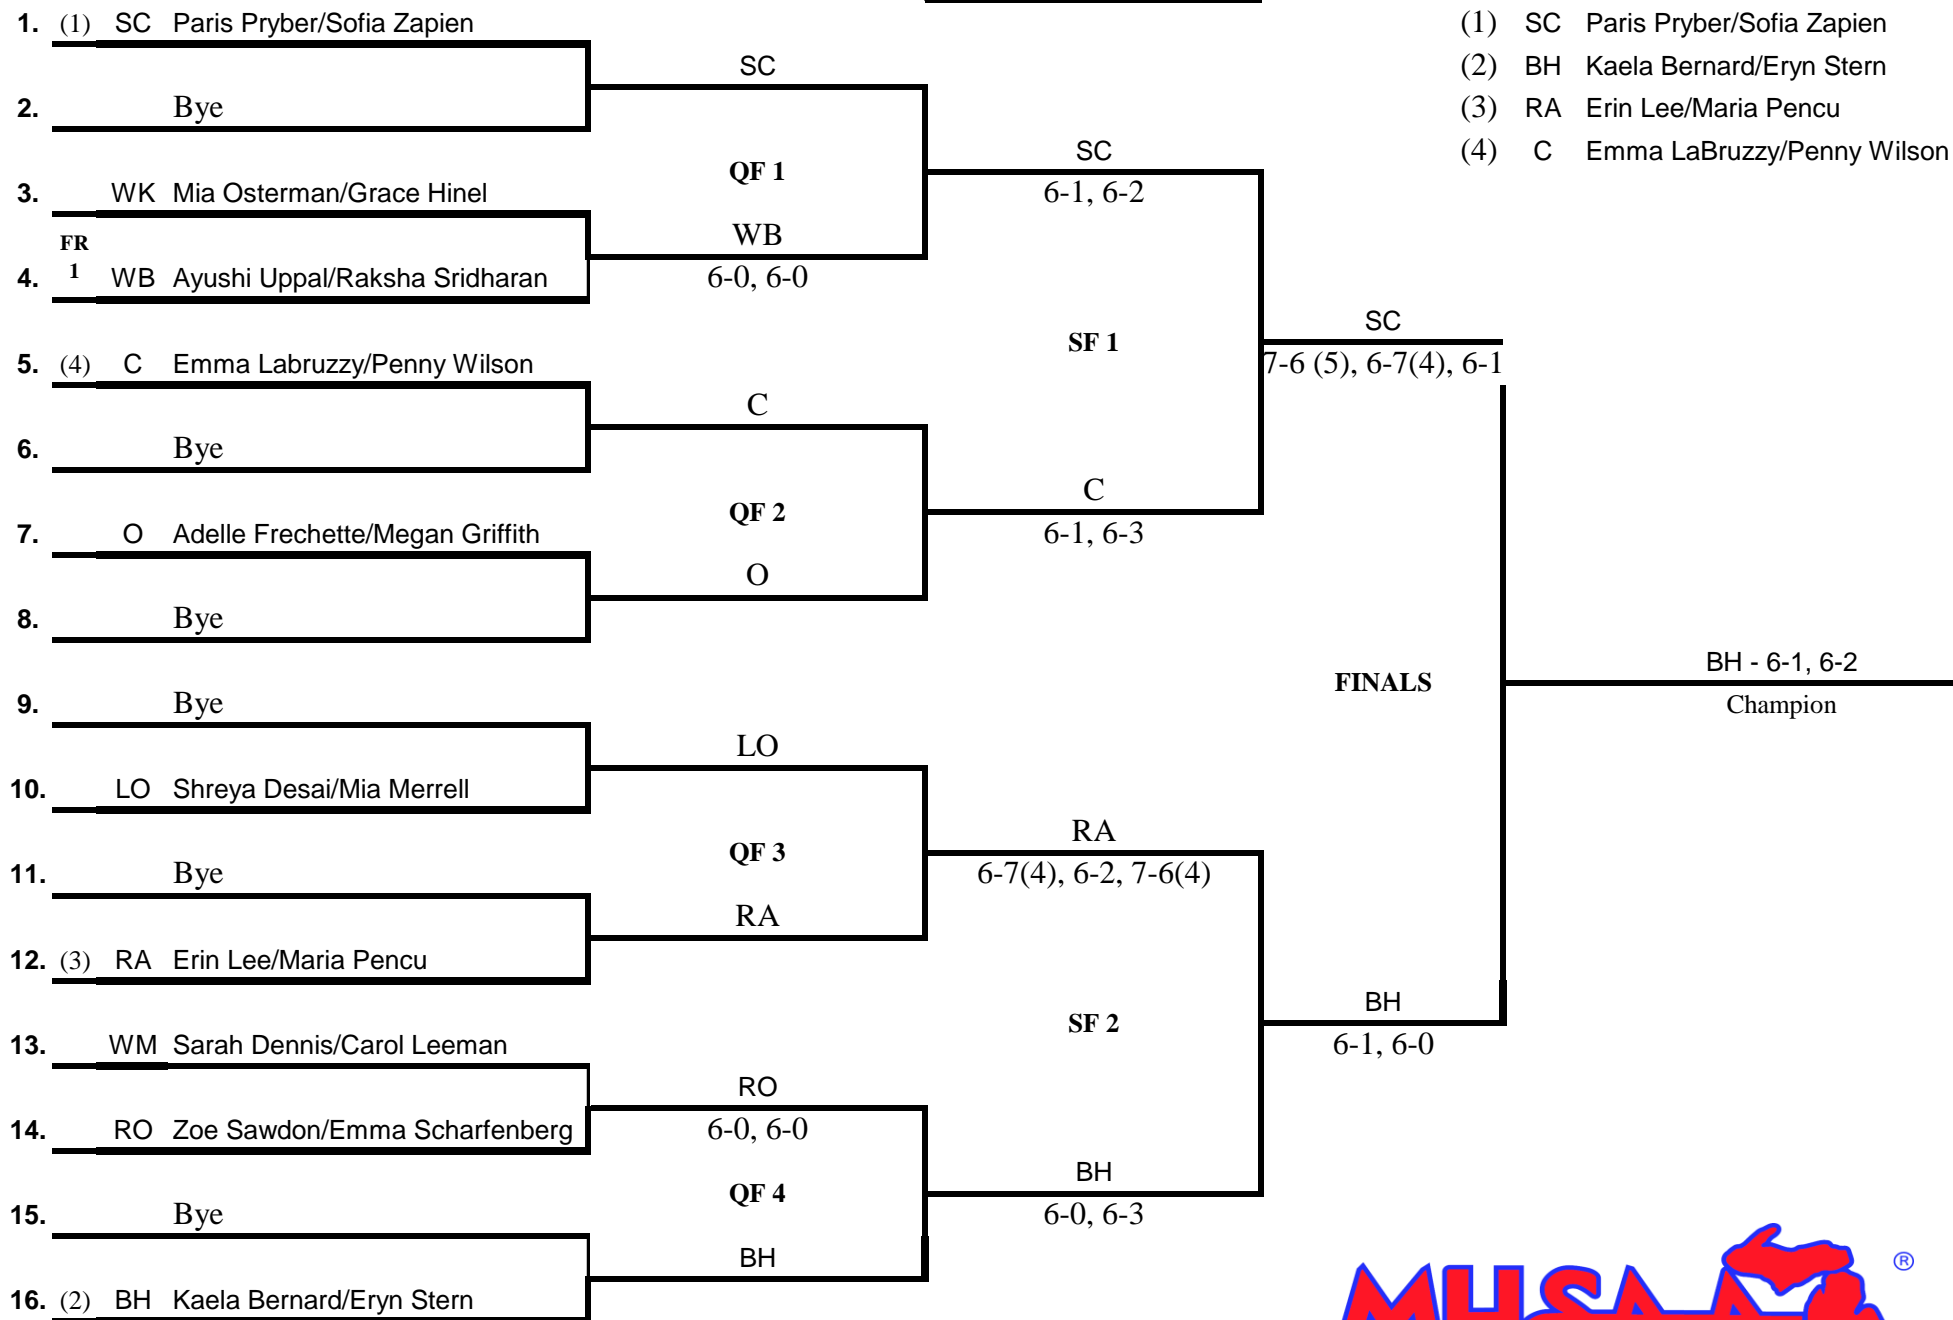 1. (1) SC Paris Pryber/Sofia Zapien
SC
2. Bye
QF 1
SC
6-1, 6-2
3. WK Mia Osterman/Grace Hinel
FR
1
WB
6-0, 6-0
4. WB Ayushi Uppal/Raksha Sridharan
SF 1
SC
7-6 (5), 6-7(4), 6-1
5. (4) C Emma Labruzzy/Penny Wilson
C
6. Bye
QF 2
C
6-1, 6-3
7. O Adelle Frechette/Megan Griffith
O
8. Bye
FINALS
BH - 6-1, 6-2
Champion
9. Bye
LO
10. LO Shreya Desai/Mia Merrell
QF 3
RA
6-7(4), 6-2, 7-6(4)
11. Bye
RA
12. (3) RA Erin Lee/Maria Pencu
SF 2
BH
6-1, 6-0
13. WM Sarah Dennis/Carol Leeman
RO
6-0, 6-0
14. RO Zoe Sawdon/Emma Scharfenberg
QF 4
BH
6-0, 6-3
15. Bye
BH
16. (2) BH Kaela Bernard/Eryn Stern
(1) SC Paris Pryber/Sofia Zapien
(2) BH Kaela Bernard/Eryn Stern
(3) RA Erin Lee/Maria Pencu
(4) C Emma LaBruzzy/Penny Wilson
MHSAA ®